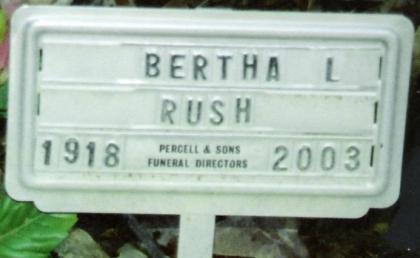 BERTHA L
RUSH
1918 PERCELL & SONS 2003
FUNERAL DIRECTORS